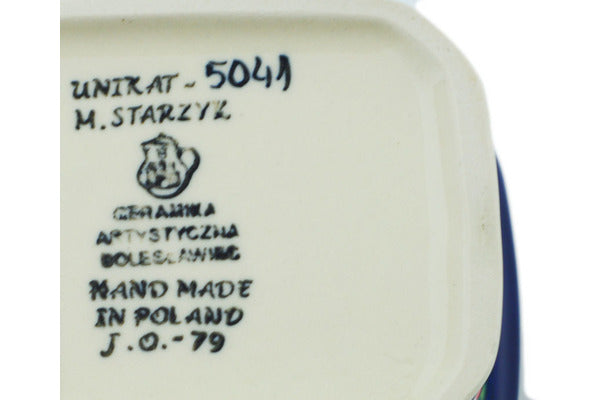 UNIKAT - 5041
M. STARZYK
CERAMIKA
ARTYSTYCZNA
BOLESŁAWIEC
HAND MADE
IN POLAND
J.O.-79